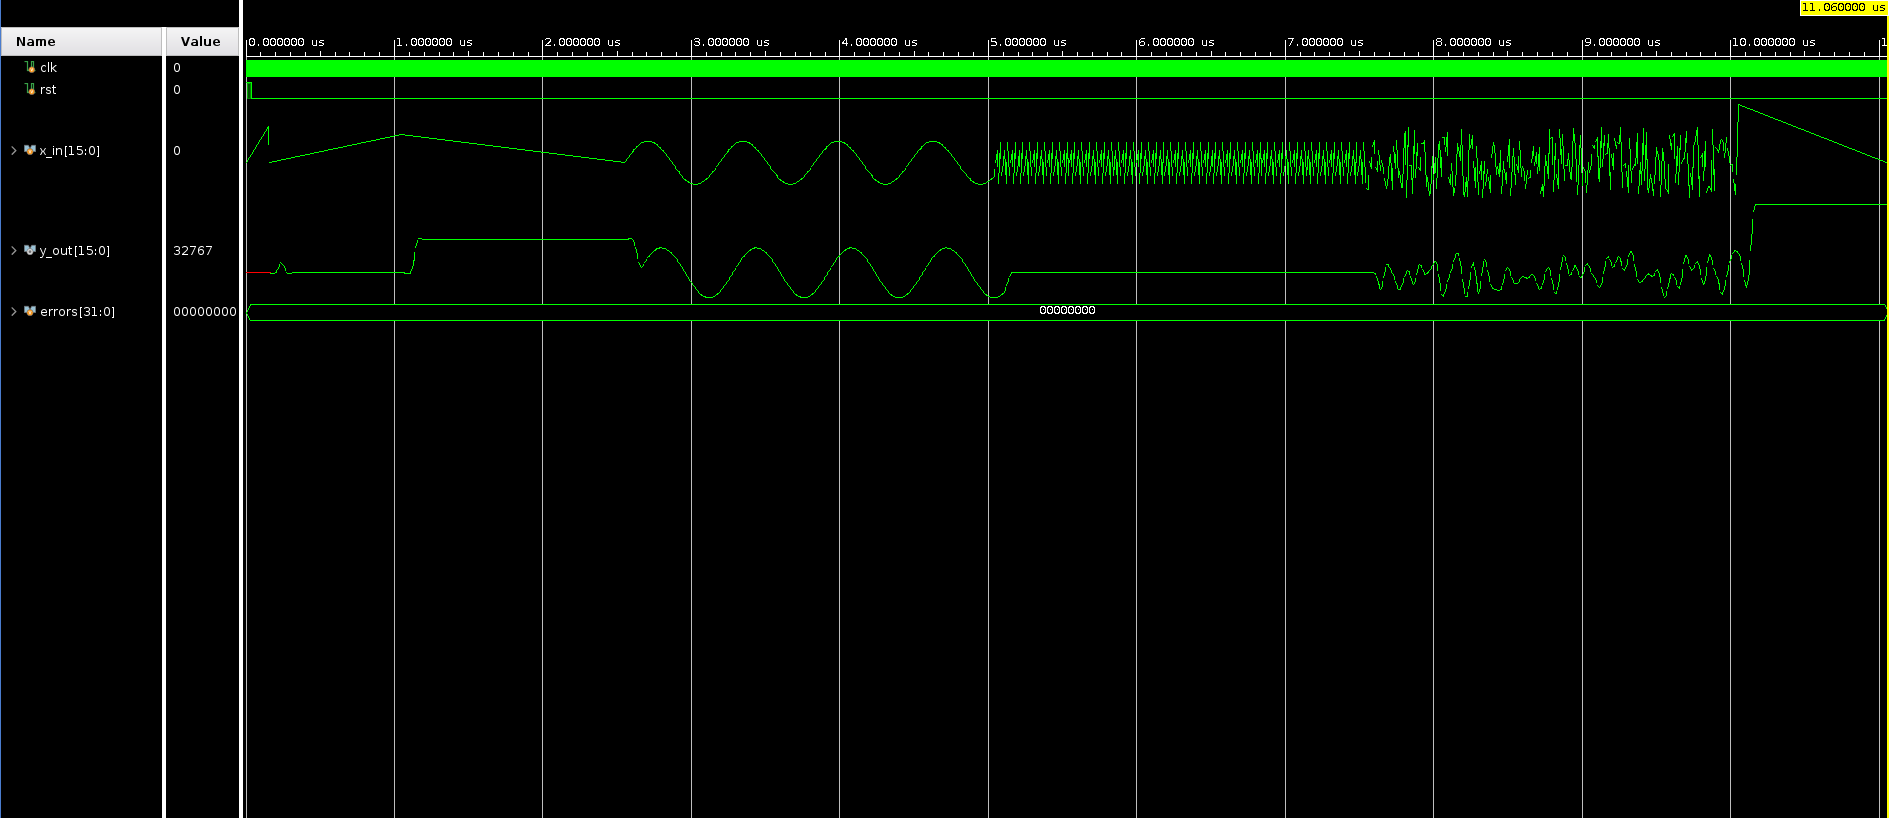 11.060000 us
Name Value
0.000000 us 1.000000 us 2.000000 us 3.000000 us 4.000000 us 5.000000 us 6.000000 us 7.000000 us 8.000000 us 9.000000 us 10.000000 us 1
clk 0
rst 0
x_in[15:0] 0
y_out[15:0] 32767
errors[31:0] 00000000 00000000